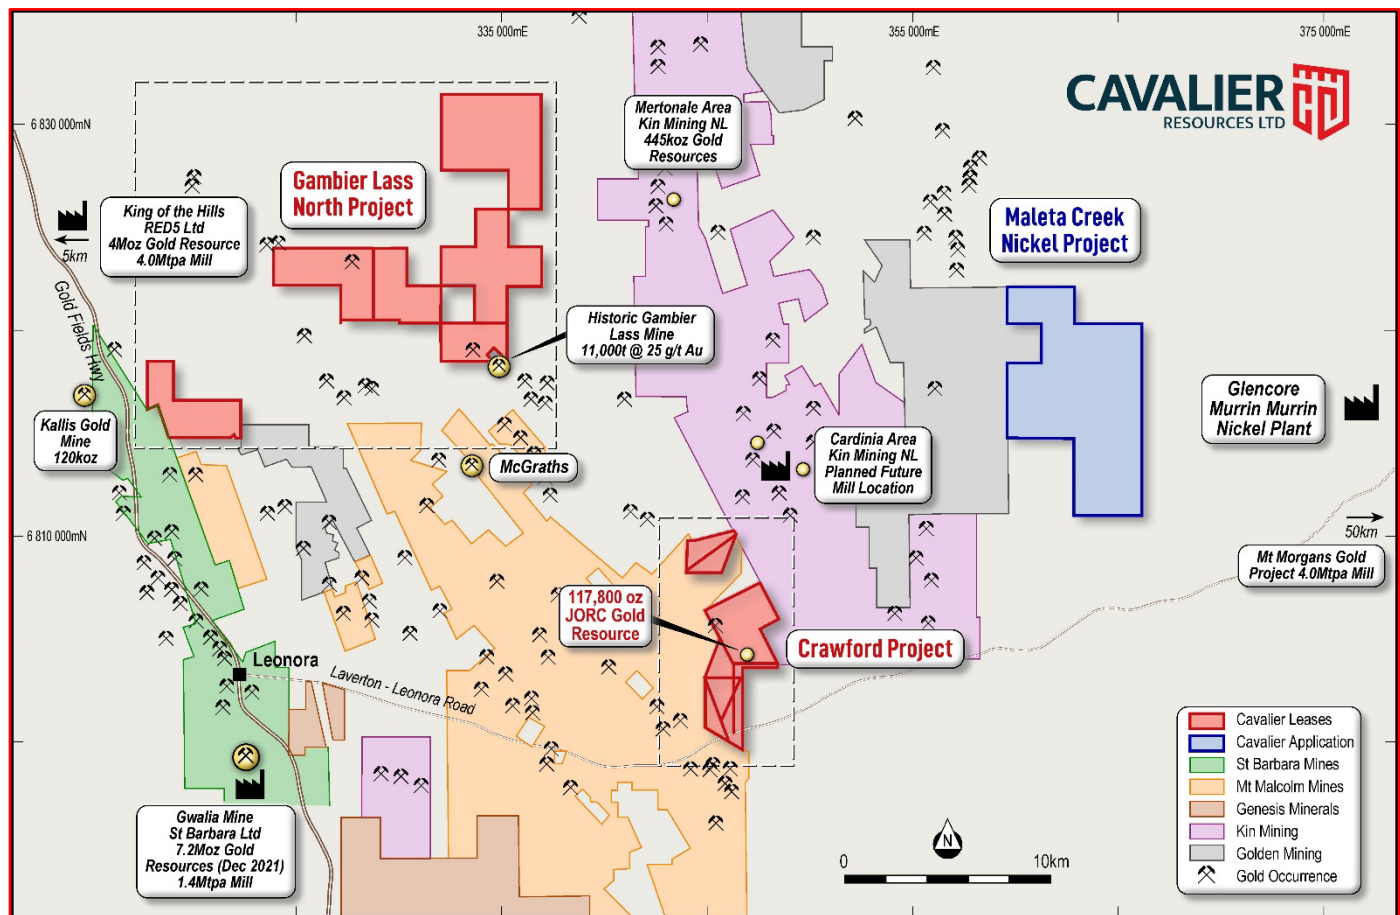 335 000mE
355 000mE
375 000mE
CAVALIER
RESOURCES LTD
6 830 000mN
Mertonale Area
Kin Mining NL
445koz Gold
Resources
Gambier Lass
North Project
King of the Hills
RED5 Ltd
4Moz Gold Resource
4.0Mtpa Mill
5km
Maleta Creek
Nickel Project
Gold Fields Hwy
Historic Gambier
Lass Mine
11,000t @ 25 g/t Au
Kallis Gold
Mine
120koz
Glencore
Murrin Murrin
Nickel Plant
McGraths
Cardinia Area
Kin Mining NL
Planned Future
Mill Location
6 810 000mN
50km
Mt Morgans Gold
Project 4.0Mtpa Mill
117,800 oz
JORC Gold
Resource
Crawford Project
Leonora
Laverton - Leonora Road
Gwalia Mine
St Barbara Ltd
7.2Moz Gold
Resources (Dec 2021)
1.4Mtpa Mill
N
0
10km
Cavalier Leases
Cavalier Application
St Barbara Mines
Mt Malcolm Mines
Genesis Minerals
Kin Mining
Golden Mining
Gold Occurrence